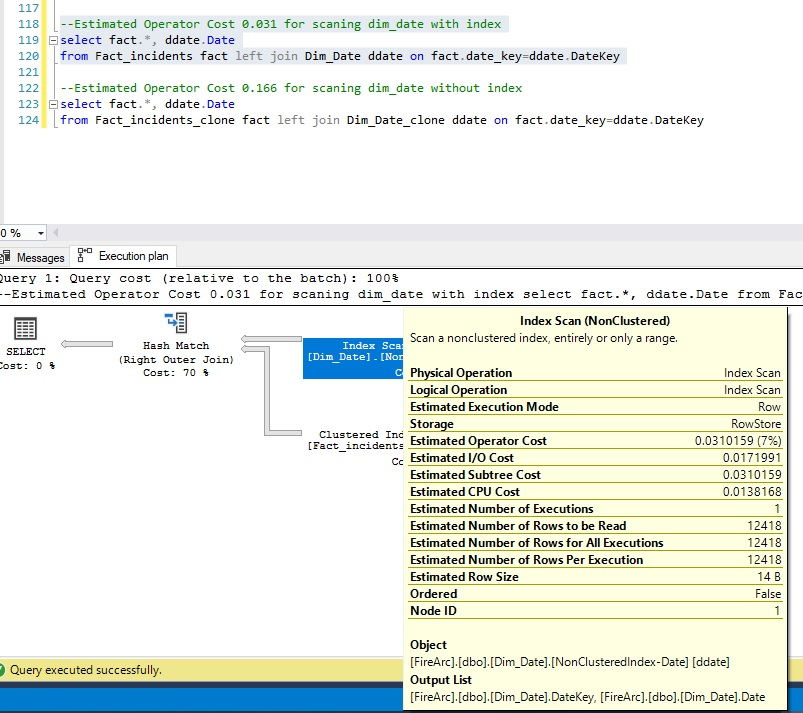 117
118 --Estimated Operator Cost 0.031 for scaning dim_date with index
119 select fact.*, ddate.Date
120 from Fact_incidents fact left join Dim_Date ddate on fact.date_key=ddate.DateKey
121
122 --Estimated Operator Cost 0.166 for scaning dim_date without index
123 select fact.*, ddate.Date
124 from Fact_incidents_clone fact left join Dim_Date_clone ddate on fact.date_key=ddate.DateKey
0 %
Messages Execution plan
Query 1: Query cost (relative to the batch): 100%
--Estimated Operator Cost 0.031 for scaning dim_date with index select fact.*, ddate.Date from Fac
SELECT
Cost: 0 %
Hash Match
(Right Outer Join)
Cost: 70 %
Index Sca
[Dim_Date].[Non
C
Clustered Ind
[Fact_incidents
Co
Index Scan (NonClustered)
Scan a nonclustered index, entirely or only a range.
Physical Operation Index Scan
Logical Operation Index Scan
Estimated Execution Mode Row
Storage RowStore
Estimated Operator Cost 0.0310159 (7%)
Estimated I/O Cost 0.0171991
Estimated Subtree Cost 0.0310159
Estimated CPU Cost 0.0138168
Estimated Number of Executions 1
Estimated Number of Rows to be Read 12418
Estimated Number of Rows for All Executions 12418
Estimated Number of Rows Per Execution 12418
Estimated Row Size 14 B
Ordered False
Node ID 1
Object
[FireArc].[dbo].[Dim_Date].[NonClusteredIndex-Date] [ddate]
Output List
[FireArc].[dbo].[Dim_Date].DateKey, [FireArc].[dbo].[Dim_Date].Date
Query executed successfully.